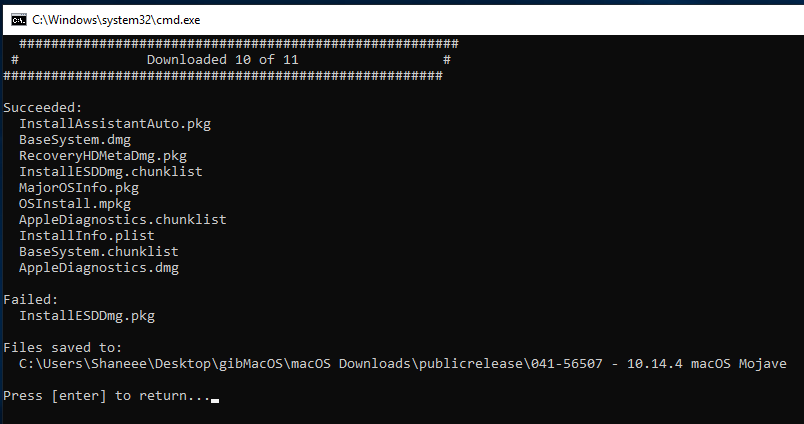 C:\Windows\system32\cmd.exe
#######################################################
# Downloaded 10 of 11 #
#######################################################
Succeeded:
InstallAssistantAuto.pkg
BaseSystem.dmg
RecoveryHDMetaDmg.pkg
InstallESDDmg.chunklist
MajorOSInfo.pkg
OSInstall.mpkg
AppleDiagnostics.chunklist
InstallInfo.plist
BaseSystem.chunklist
AppleDiagnostics.dmg
Failed:
InstallESDDmg.pkg
Files saved to:
C:\Users\Shaneee\Desktop\gibMacOS\macOS Downloads\publicrelease\041-56507 - 10.14.4 macOS Mojave
Press [enter] to return..._